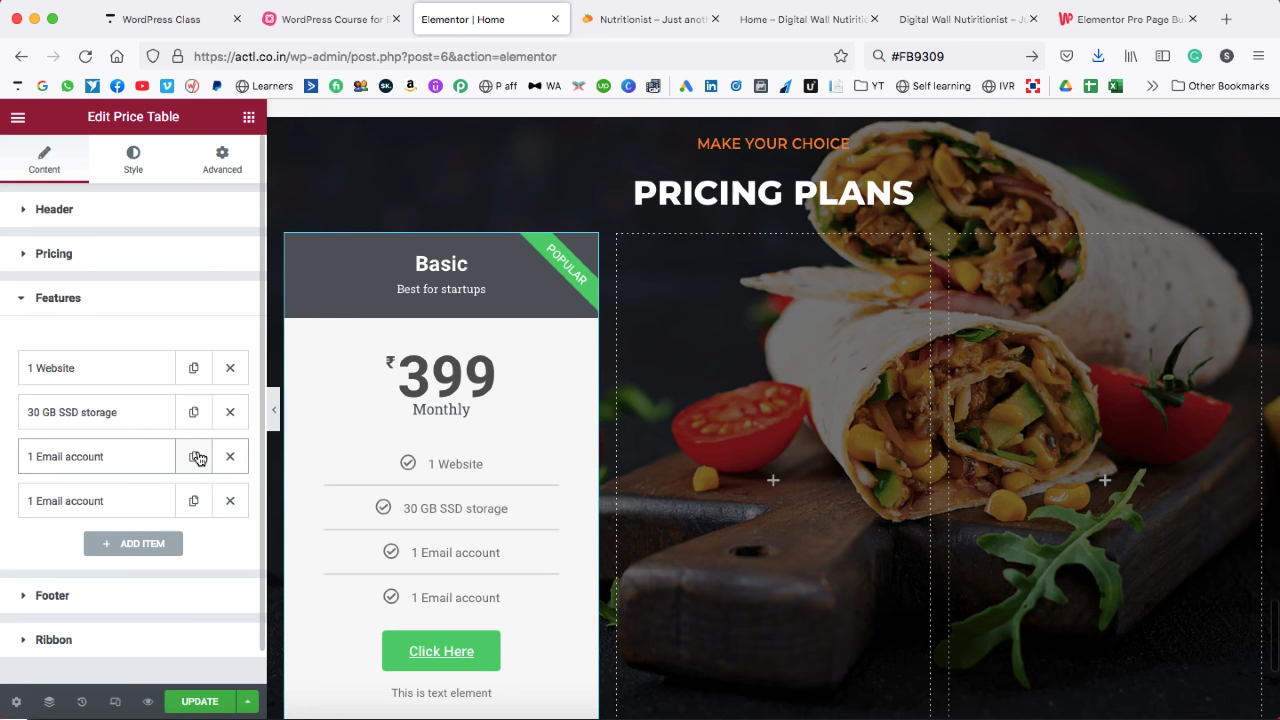 WordPress Class
WordPress Course for E
Elementor | Home
Nutritionist – Just anot
Home – Digital Wall Nutiritic
Digital Wall Nutiritionist – Ju
Elementor Pro Page Bui
https://actl.co.in/wp-admin/post.php?post=6&action=elementor
#FB9309
Learners
P aff
WA
YT
Self learning
IVR
Other Bookmarks
Edit Price Table
Content
Style
Advanced
Header
Pricing
Features
1 Website
30 GB SSD storage
1 Email account
1 Email account
+ ADD ITEM
Footer
Ribbon
UPDATE
MAKE YOUR CHOICE
PRICING PLANS
Basic
Best for startups
POPULAR
₹399
Monthly
1 Website
30 GB SSD storage
1 Email account
1 Email account
Click Here
This is text element